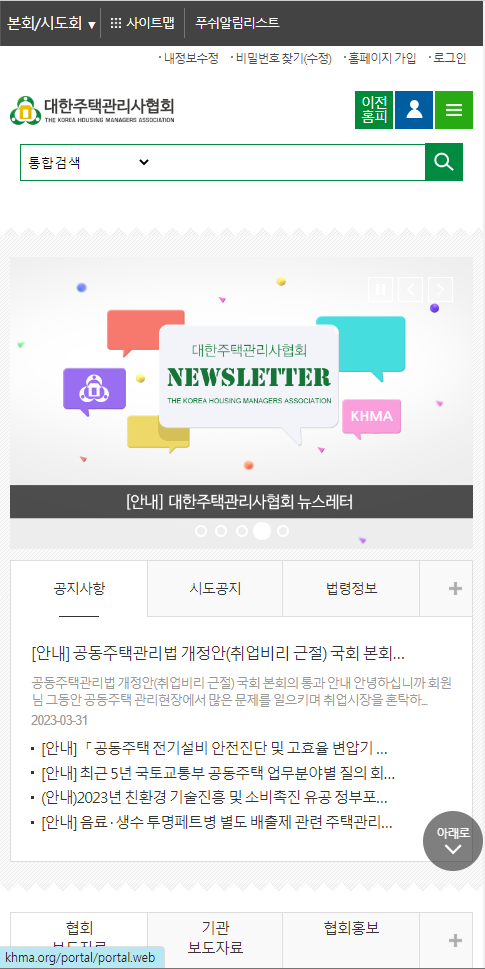 본회/시도회 ▼ 사이트맵 푸쉬알림리스트
· 내정보수정 · 비밀번호 찾기(수정) · 홈페이지 가입 · 로그인
대한주택관리사협회
THE KOREA HOUSING MANAGERS ASSOCIATION
이전
홈피
통합검색
대한주택관리사협회
NEWSLETTER
THE KOREA HOUSING MANAGERS ASSOCIATION
KHMA
[안내] 대한주택관리사협회 뉴스레터
공지사항 시도공지 법령정보
[안내] 공동주택관리법 개정안(취업비리 근절) 국회 본회...
공동주택관리법 개정안(취업비리 근절) 국회 본회의 통과 안내 안녕하십니까 회원
님 그동안 공동주택 관리현장에서 많은 문제를 일으키며 취업시장을 혼탁하...
2023-03-31
[안내] 「공동주택 전기설비 안전진단 및 고효율 변압기 ...
[안내] 최근 5년 국토교통부 공동주택 업무분야별 질의 회...
(안내)2023년 친환경 기술진흥 및 소비촉진 유공 정부포...
[안내] 음료·생수 투명페트병 별도 배출제 관련 주택관리...
아래로
협회
보도자료
기관
보도자료
협회홍보
khma.org/portal/portal.web